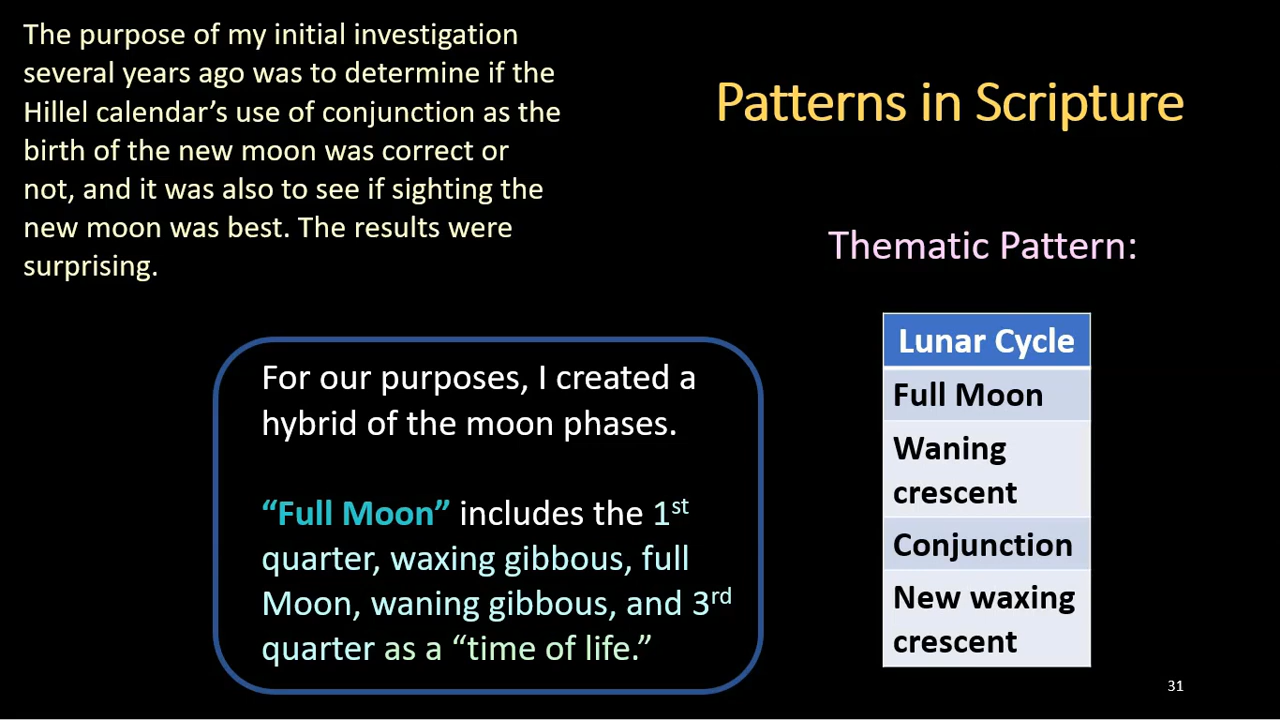 The purpose of my initial investigation
several years ago was to determine if the
Hillel calendar’s use of conjunction as the
birth of the new moon was correct or
not, and it was also to see if sighting the
new moon was best. The results were
surprising.
Patterns in Scripture
Thematic Pattern:
For our purposes, I created a
hybrid of the moon phases.
“Full Moon” includes the 1st
quarter, waxing gibbous, full
Moon, waning gibbous, and 3rd
quarter as a “time of life.”
Lunar Cycle
Full Moon
Waning
crescent
Conjunction
New waxing
crescent
31